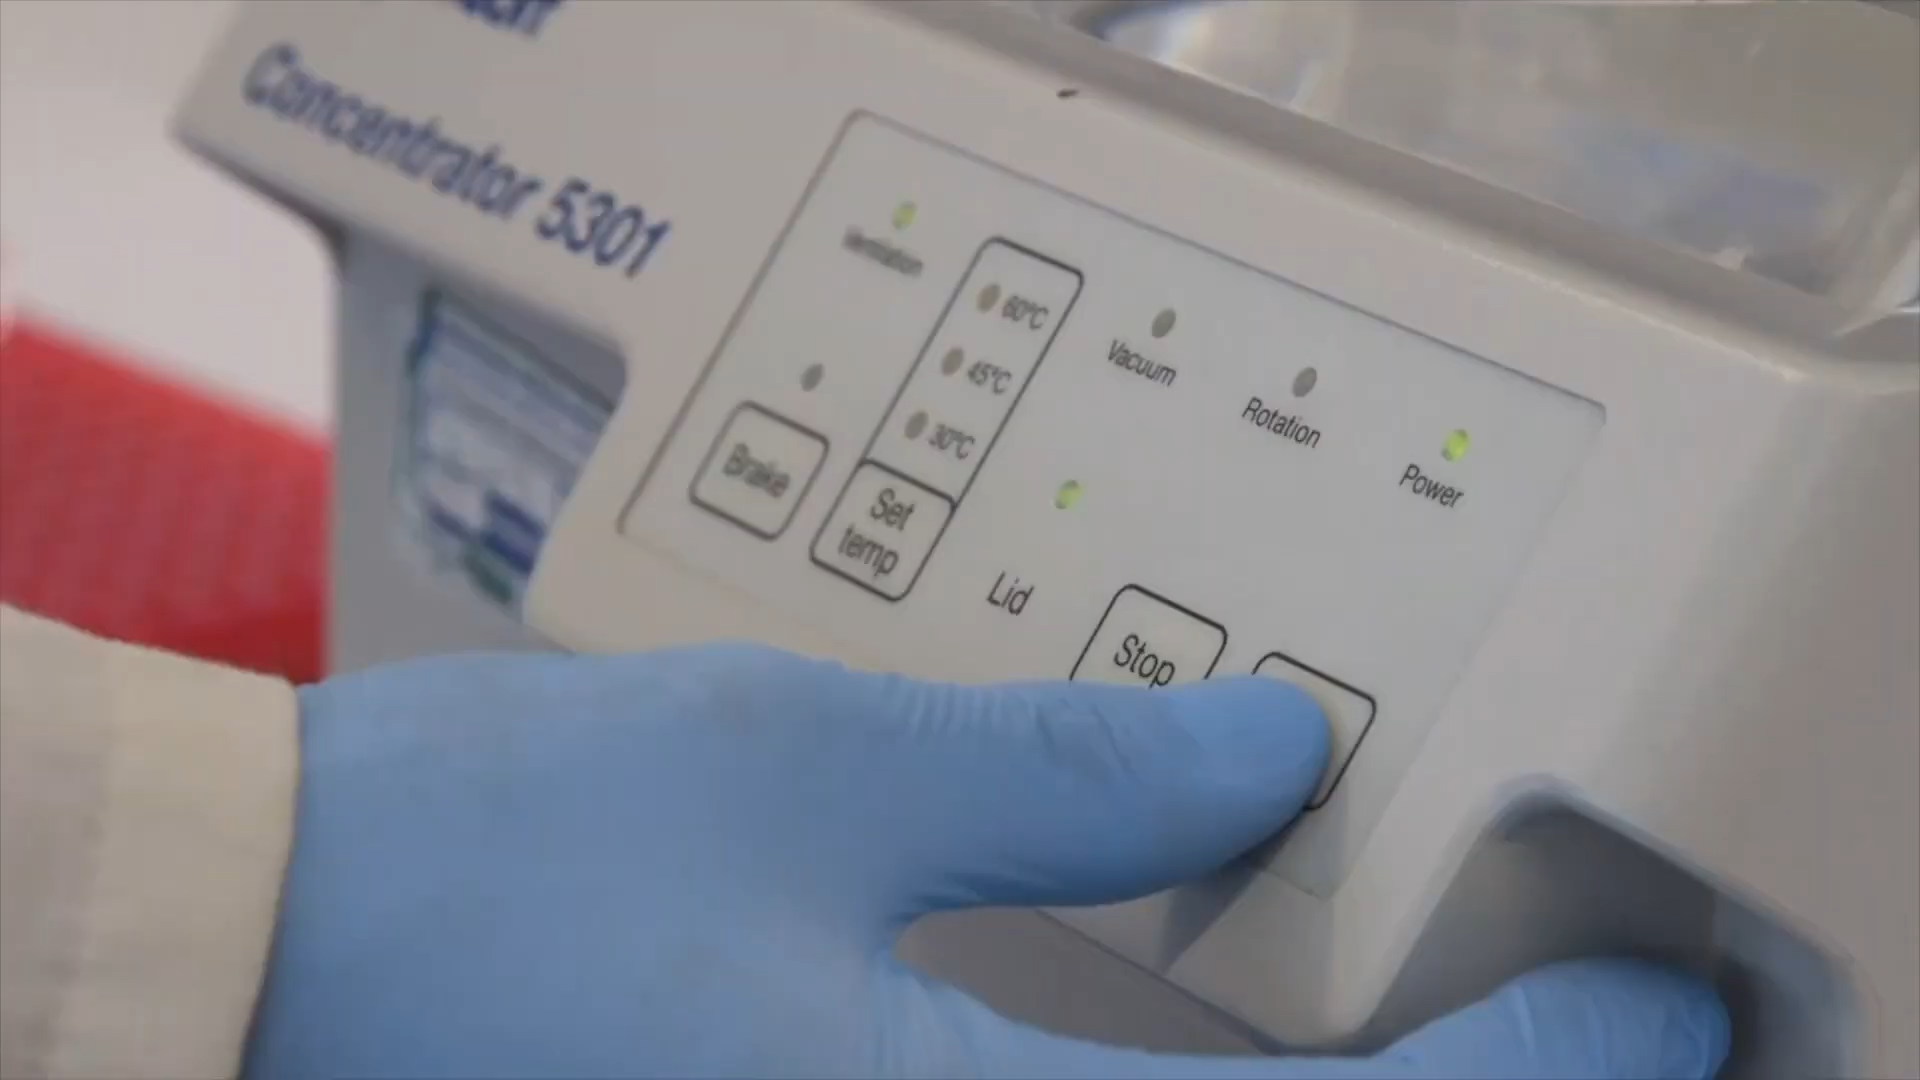 Concentrator 5301
Ventilation
60°C
45°C
30°C
Vacuum
Rotation
Power
Brake
Set
temp
Lid
Stop